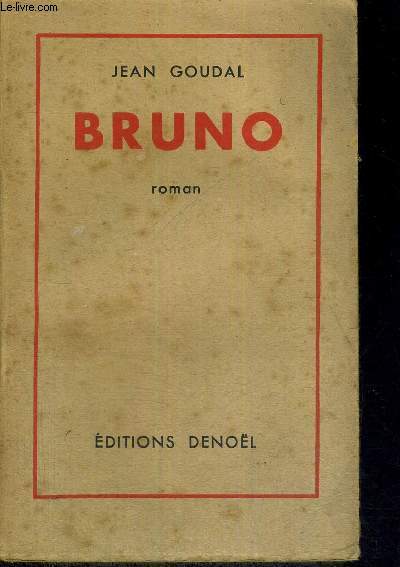 Le-livre.com
JEAN GOUDAL
BRUNO
roman
ÉDITIONS DENOËL